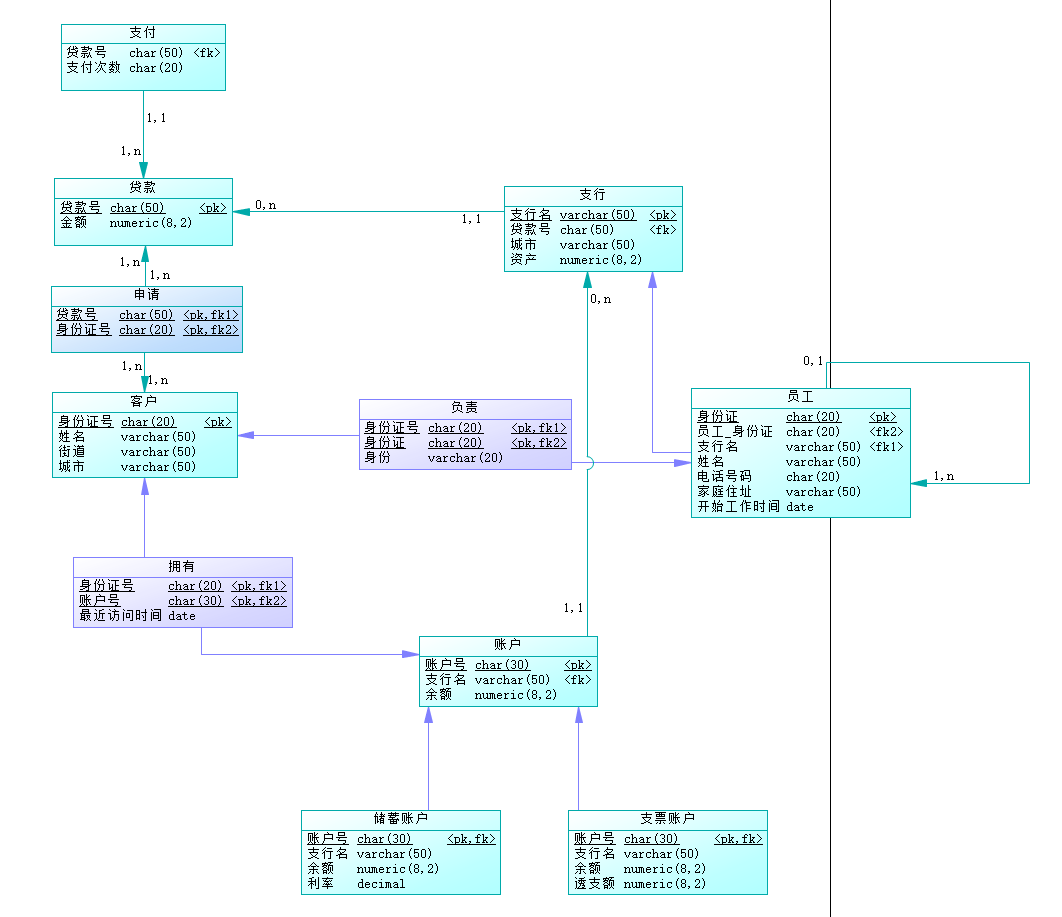 支付
贷款号 char(50) <fk>
支付次数 char(20)
1,1
1,n
贷款
贷款号 char(50) <pk>
金额 numeric(8,2)
0,n
1,1
支行
支行名 varchar(50) <pk>
贷款号 char(50) <fk>
城市 varchar(50)
资产 numeric(8,2)
1,n
1,n
申请
贷款号 char(50) <pk,fk1>
身份证号 char(20) <pk,fk2>
0,n
1,n
1,n
客户
身份证号 char(20) <pk>
姓名 varchar(50)
街道 varchar(50)
城市 varchar(50)
负责
身份证号 char(20) <pk,fk1>
身份证 char(20) <pk,fk2>
身份 varchar(20)
0,1
员工
身份证 char(20) <pk>
员工_身份证 char(20) <fk2>
支行名 varchar(50) <fk1>
姓名 varchar(50)
电话号码 char(20)
家庭住址 varchar(50)
开始工作时间 date
1,n
拥有
身份证号 char(20) <pk,fk1>
账户号 char(30) <pk,fk2>
最近访问时间 date
1,1
账户
账户号 char(30) <pk>
支行名 varchar(50) <fk>
余额 numeric(8,2)
储蓄账户
账户号 char(30) <pk,fk>
支行名 varchar(50)
余额 numeric(8,2)
利率 decimal
支票账户
账户号 char(30) <pk,fk>
支行名 varchar(50)
余额 numeric(8,2)
透支额 numeric(8,2)